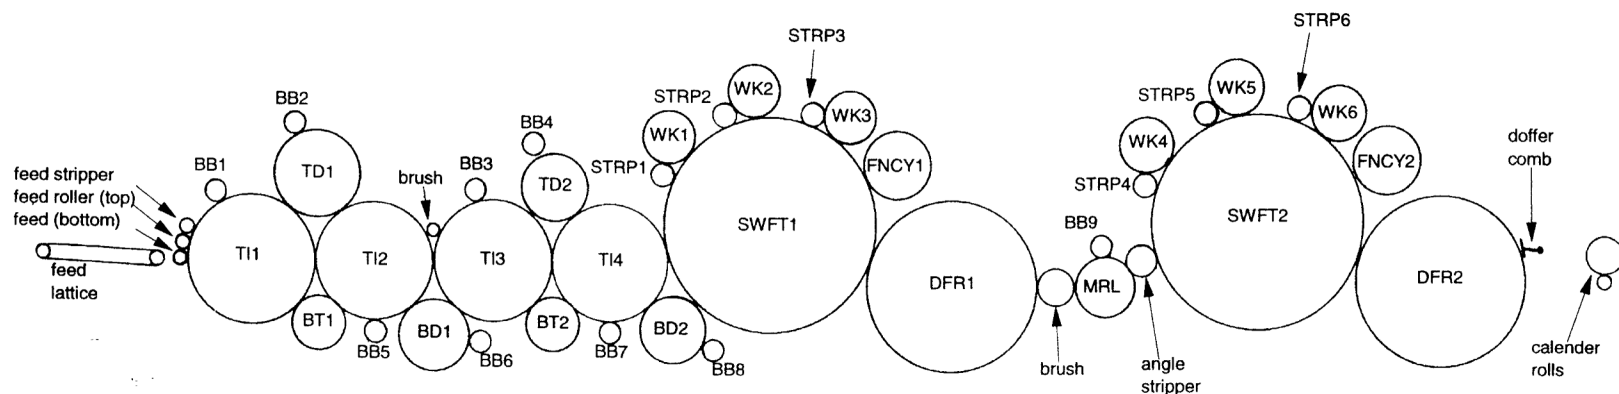 STRP6
STRP3
BB2
BB4
STRP2
WK2
WK3
STRP5
WK5
WK6
WK1
WK4
doffer
comb
BB1
TD1
BB3
TD2
STRP1
FNCY1
STRP4
FNCY2
feed stripper
feed roller (top)
feed (bottom)
brush
feed
lattice
TI1
TI2
TI3
TI4
SWFT1
SWFT2
BB9
DFR1
MRL
DFR2
BT1
BB5
BD1
BB6
BT2
BB7
BD2
BB8
brush
angle
stripper
calender
rolls